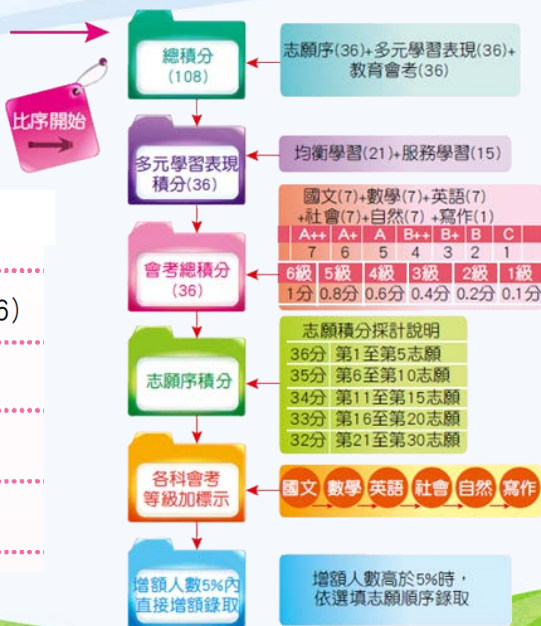 比序開始
總積分
(108)
志願序(36)+多元學習表現(36)+
教育會考(36)
多元學習表現
積分(36)
均衡學習(21)+服務學習(15)
6)
會考總積分
(36)
國文(7)+數學(7)+英語(7)
+社會(7)+自然(7) +寫作(1)
A++ A+ A B++ B+ B C
7 6 5 4 3 2 1
6級 5級 4級 3級 2級 1級
1分 0.8分 0.6分 0.4分 0.2分 0.1分
志願序積分
志願積分採計說明
36分 第1至第5志願
35分 第6至第10志願
34分 第11至第15志願
33分 第16至第20志願
32分 第21至第30志願
各科會考
等級加標示
國文 數學 英語 社會 自然 寫作
增額人數5%內
直接增額錄取
增額人數高於5%時，
依選填志願順序錄取